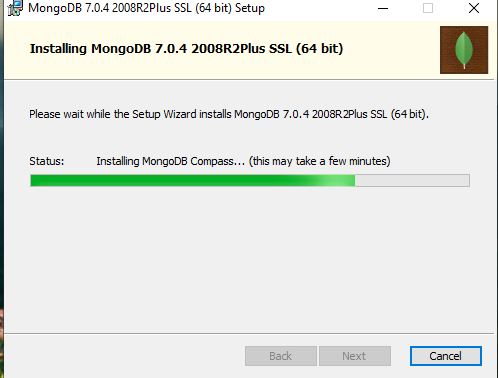 MongoDB 7.0.4 2008R2Plus SSL (64 bit) Setup
Installing MongoDB 7.0.4 2008R2Plus SSL (64 bit)
Please wait while the Setup Wizard installs MongoDB 7.0.4 2008R2Plus SSL (64 bit).
Status: Installing MongoDB Compass... (this may take a few minutes)
Back Next Cancel